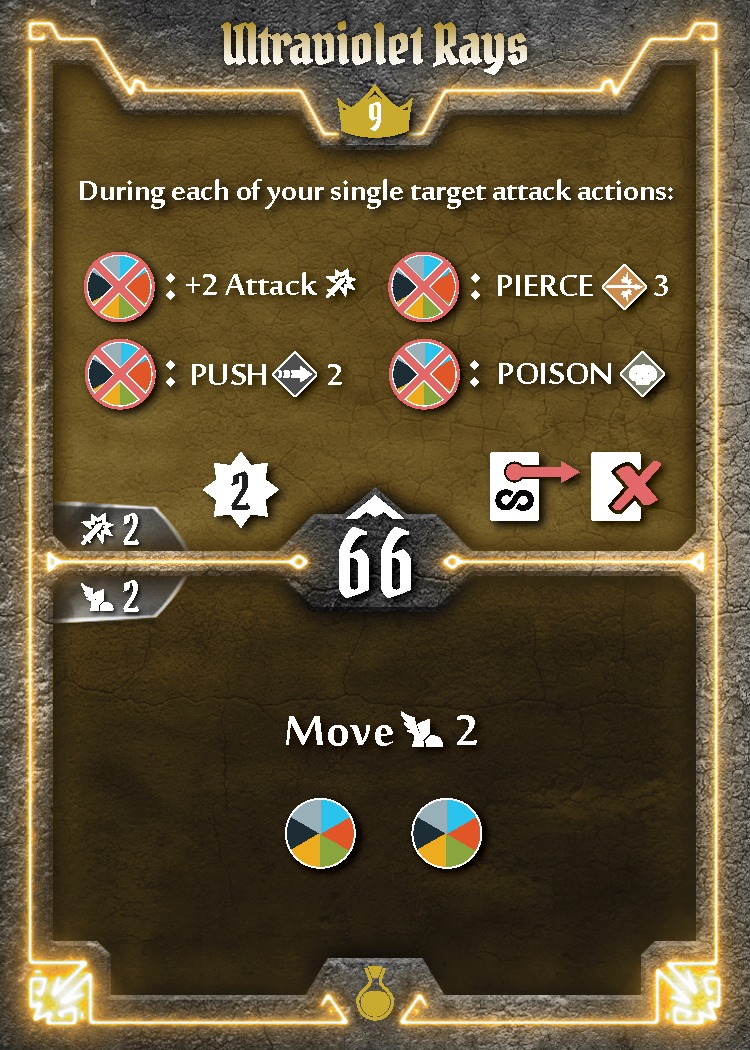 Ultraviolet Rays
9
During each of your single target attack actions:
: +2 Attack : PIERCE 3
: PUSH 2 : POISON
2 S
2
66
2
Move 2